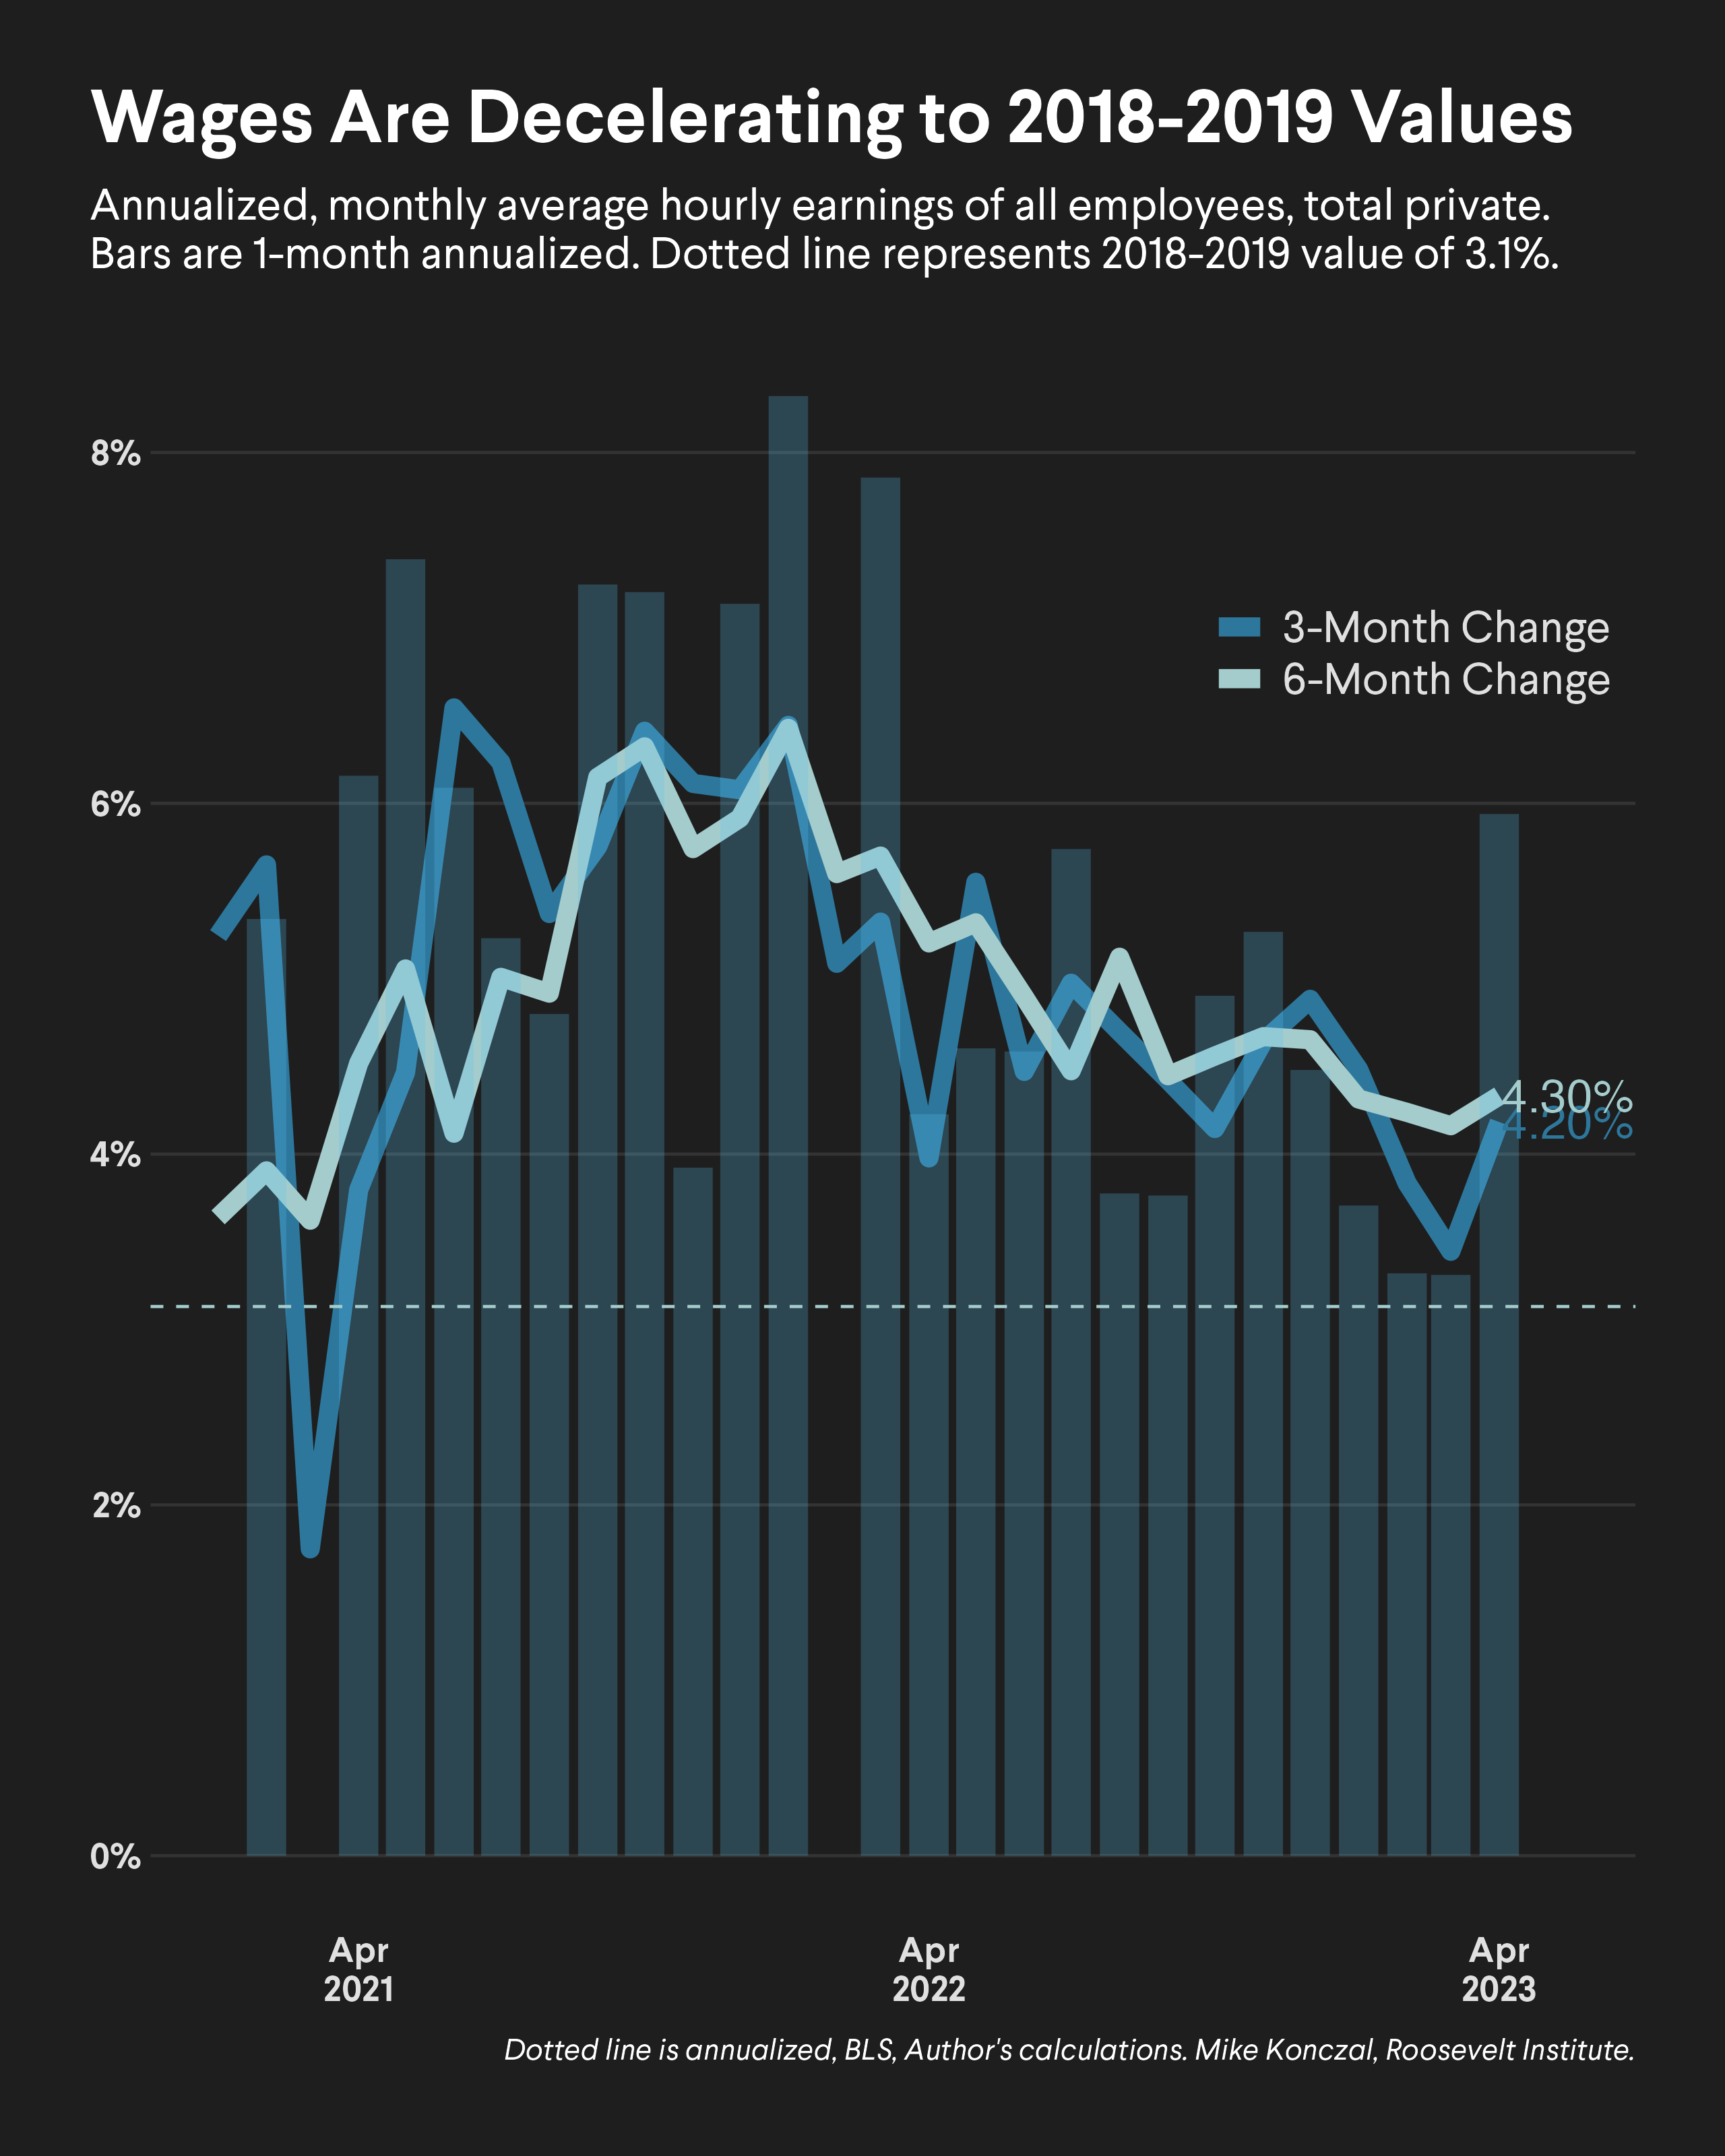 Wages Are Decelerating to 2018-2019 Values
Annualized, monthly average hourly earnings of all employees, total private.
Bars are 1-month annualized. Dotted line represents 2018-2019 value of 3.1%.
8%
3-Month Change
6-Month Change
6%
4.30%
4.20%
4%
2%
0%
Apr
2021
Apr
2022
Apr
2023
Dotted line is annualized, BLS, Author's calculations. Mike Konczal, Roosevelt Institute.